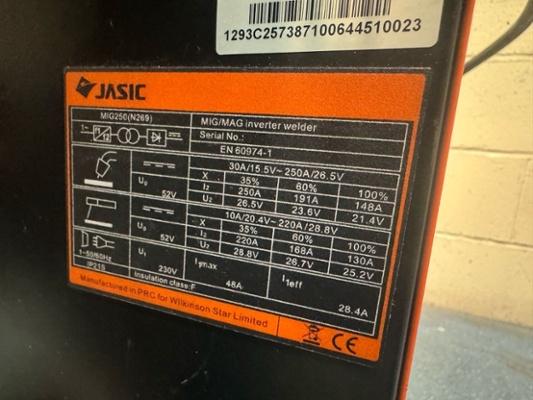 1293C257387100644510023
JASIC
MIG250(N269) MIG/MAG inverter welder
1~ f1 f2 Serial No.:
EN 60974-1
30A/15.5V~250A/26.5V
X 35% 60% 100%
U0 52V I2 250A 191A 148A
U2 26.5V 23.6V 21.4V
10A/20.4V~220A/28.8V
X 35% 60% 100%
U0 52V I2 220A 168A 130A
U2 28.8V 26.7V 25.2V
1~50/60Hz U1 230V I1max 48A I1eff 28.4A
IP21S Insulation class:F
Manufactured in PRC for Wilkinson Star Limited
CE